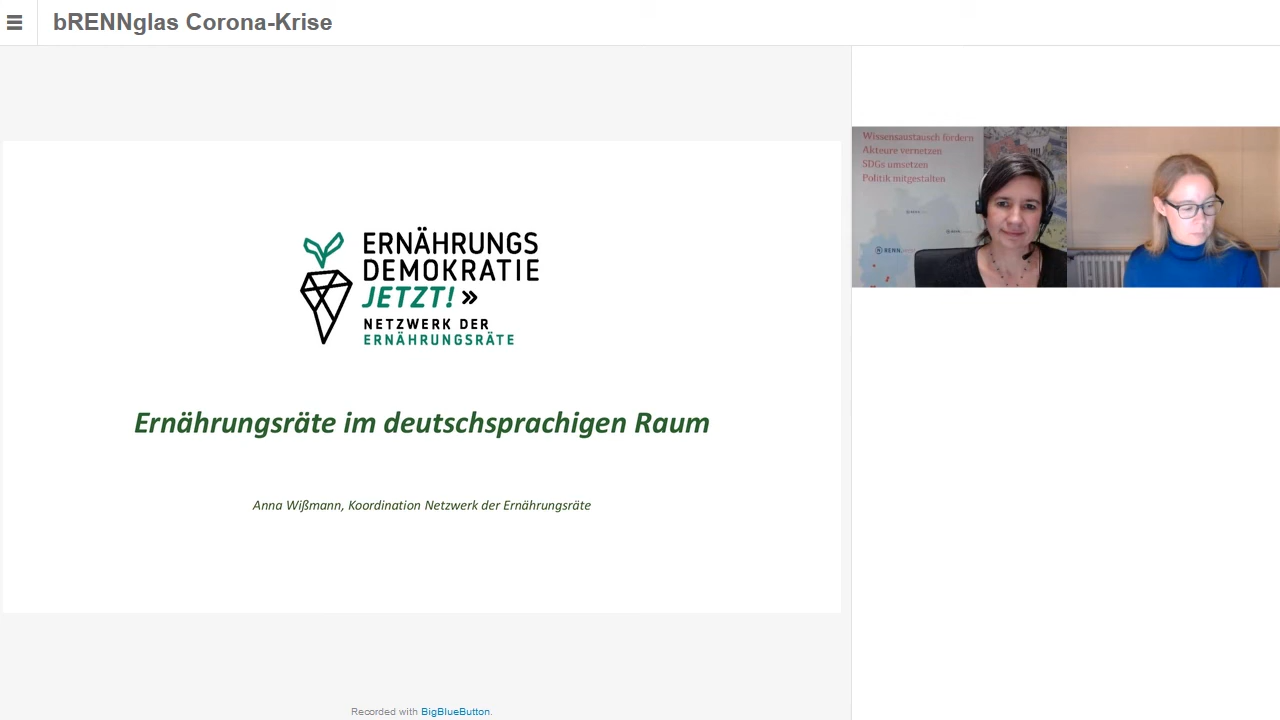 bRENNglas Corona-Krise
ERNÄHRUNGS
DEMOKRATIE
JETZT! »
NETZWERK DER
ERNÄHRUNGSRÄTE
Ernährungsräte im deutschsprachigen Raum
Anna Wißmann, Koordination Netzwerk der Ernährungsräte
Wissensaustausch fördern
Akteure vernetzen
SDGs umsetzen
Politik mitgestalten
RENN
Recorded with BigBlueButton.